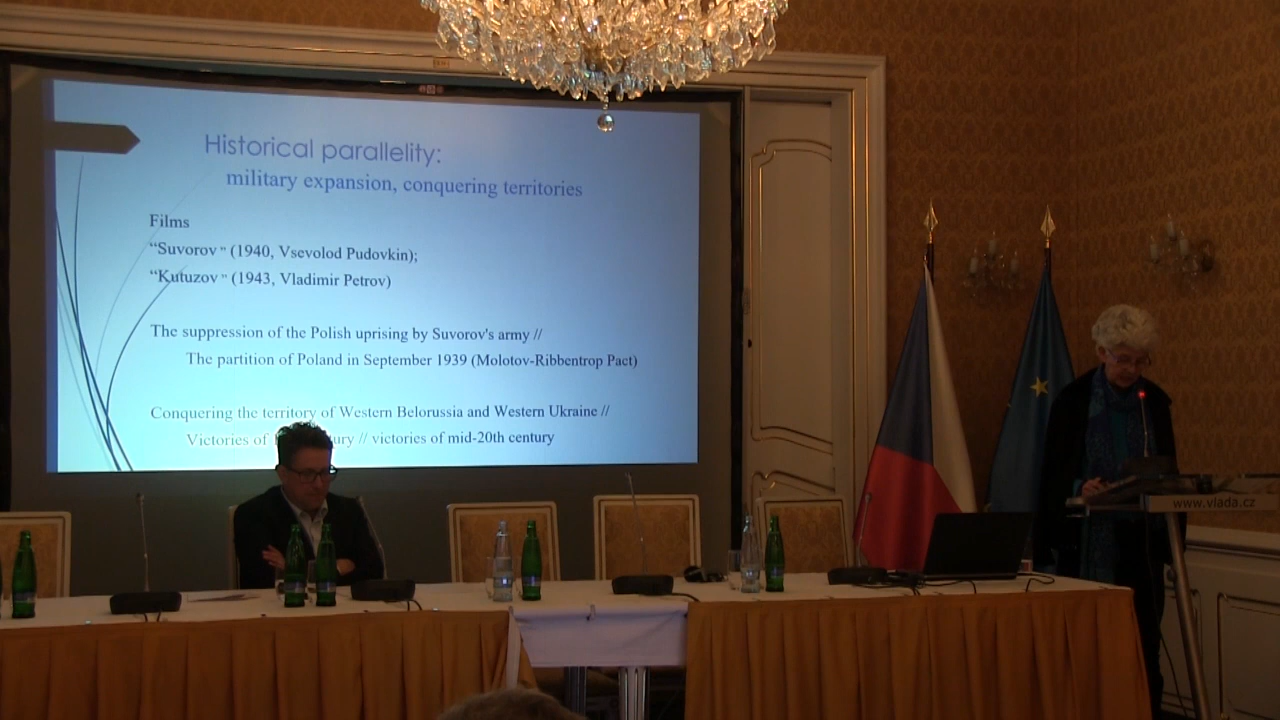 Historical parallelity:
military expansion, conquering territories
Films
“Suvorov” (1940, Vsevolod Pudovkin);
“Kutuzov” (1943, Vladimir Petrov)
The suppression of the Polish uprising by Suvorov's army //
The partition of Poland in September 1939 (Molotov-Ribbentrop Pact)
Conquering the territory of Western Belorussia and Western Ukraine //
Victories of // victories of mid-20th century
www.vlada.cz